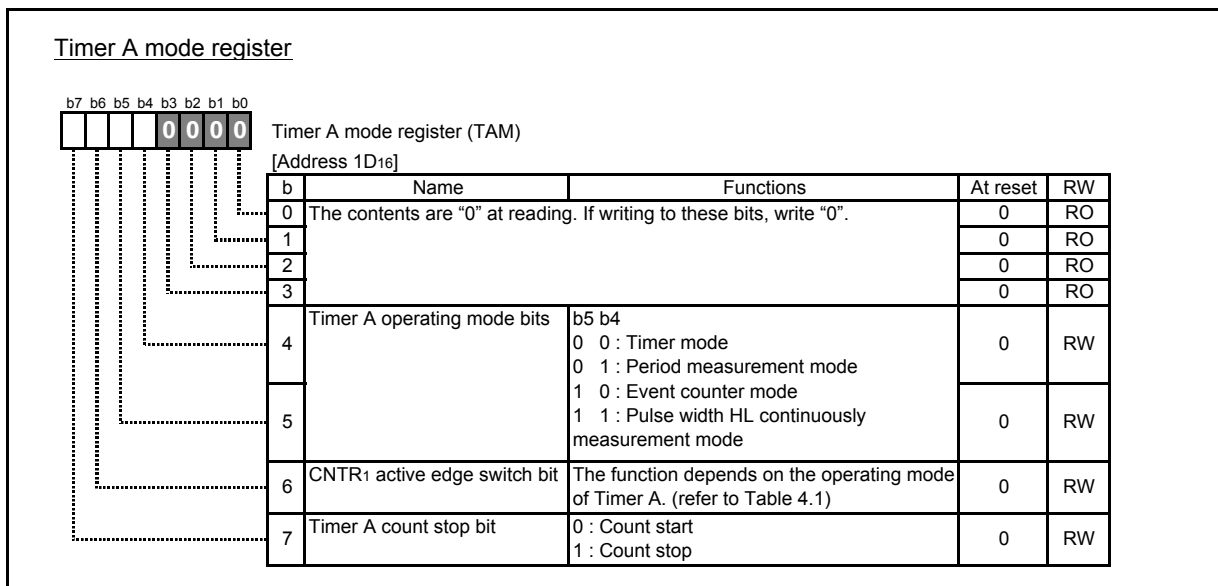 Timer A mode register
b7 b6 b5 b4 b3 b2 b1 b0
0 0 0 0
Timer A mode register (TAM)
[Address 1D16]
b Name Functions At reset RW
0 The contents are “0” at reading. If writing to these bits, write “0”. 0 RO
1 0 RO
2 0 RO
3 0 RO
4 Timer A operating mode bits b5 b4 0 RW
0 0 : Timer mode
0 1 : Period measurement mode
5 1 0 : Event counter mode 0 RW
1 1 : Pulse width HL continuously
measurement mode
6 CNTR1 active edge switch bit The function depends on the operating mode 0 RW
of Timer A. (refer to Table 4.1)
7 Timer A count stop bit 0 : Count start 0 RW
1 : Count stop